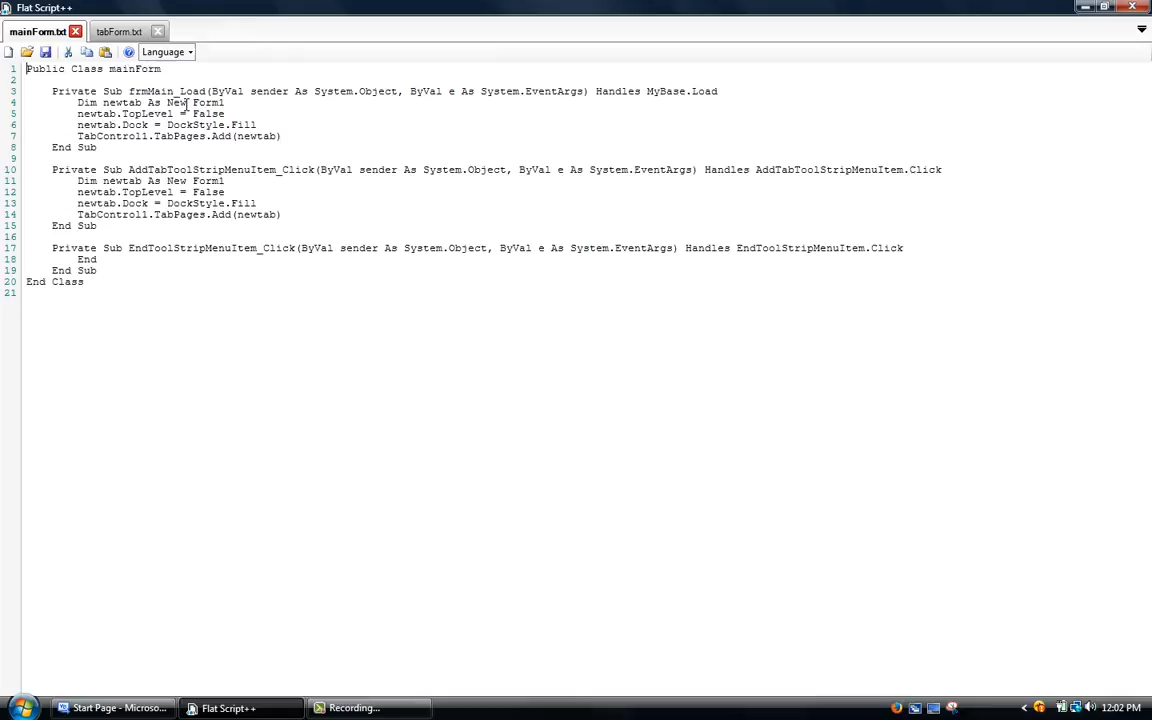 Flat Script++
mainForm.txt tabForm.txt
Language
1 Public Class mainForm
2
3 Private Sub frmMain_Load(ByVal sender As System.Object, ByVal e As System.EventArgs) Handles MyBase.Load
4 Dim newtab As New Form1
5 newtab.TopLevel = False
6 newtab.Dock = DockStyle.Fill
7 TabControl1.TabPages.Add(newtab)
8 End Sub
9
10 Private Sub AddTabToolStripMenuItem_Click(ByVal sender As System.Object, ByVal e As System.EventArgs) Handles AddTabToolStripMenuItem.Click
11 Dim newtab As New Form1
12 newtab.TopLevel = False
13 newtab.Dock = DockStyle.Fill
14 TabControl1.TabPages.Add(newtab)
15 End Sub
16
17 Private Sub EndToolStripMenuItem_Click(ByVal sender As System.Object, ByVal e As System.EventArgs) Handles EndToolStripMenuItem.Click
18 End
19 End Sub
20 End Class
21
Start Page - Microso... Flat Script++ Recording... 12:02 PM